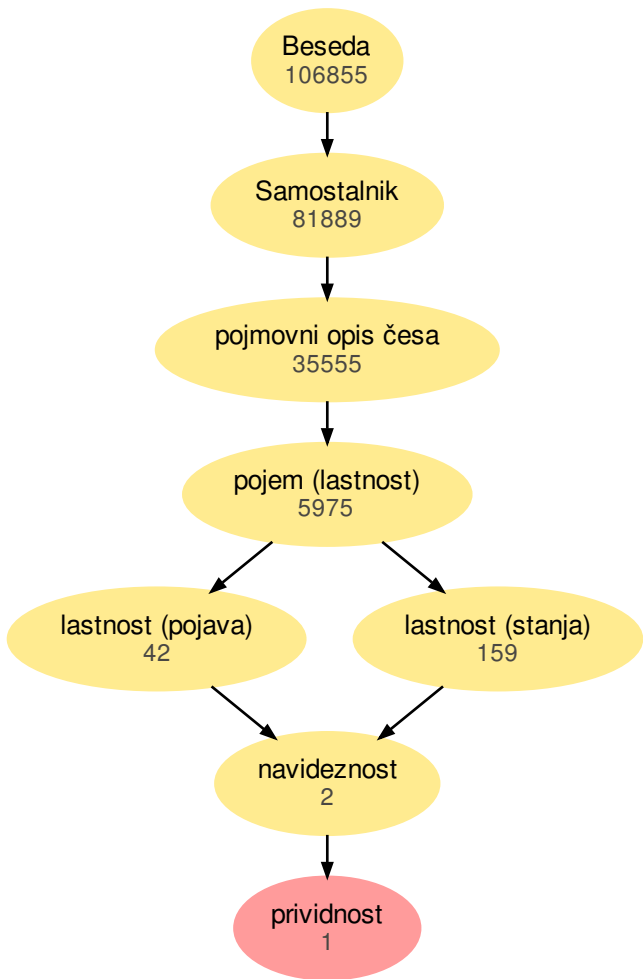 Beseda
106855
Samostalnik
81889
pojmovni opis česa
35555
pojem (lastnost)
5975
lastnost (pojava)
42
lastnost (stanja)
159
navideznost
2
prividnost
1